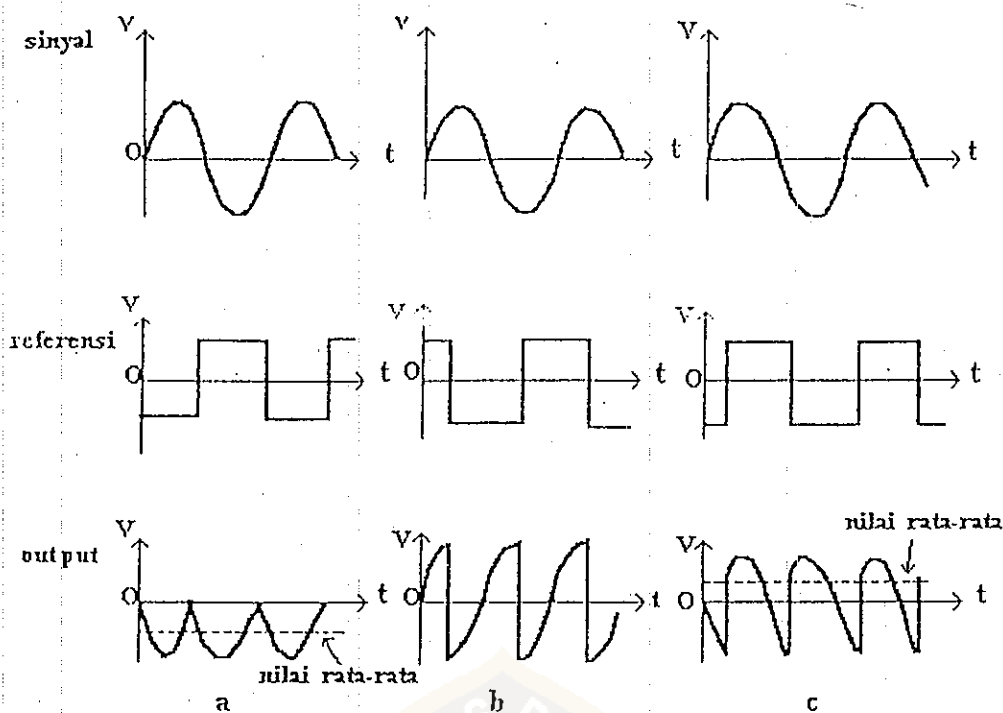 sinyal V V V
O t t t
referensi V V V
O t O t O t
output V V V nilai rata-rata
O t O t O t
nilai rata-rata
a b c